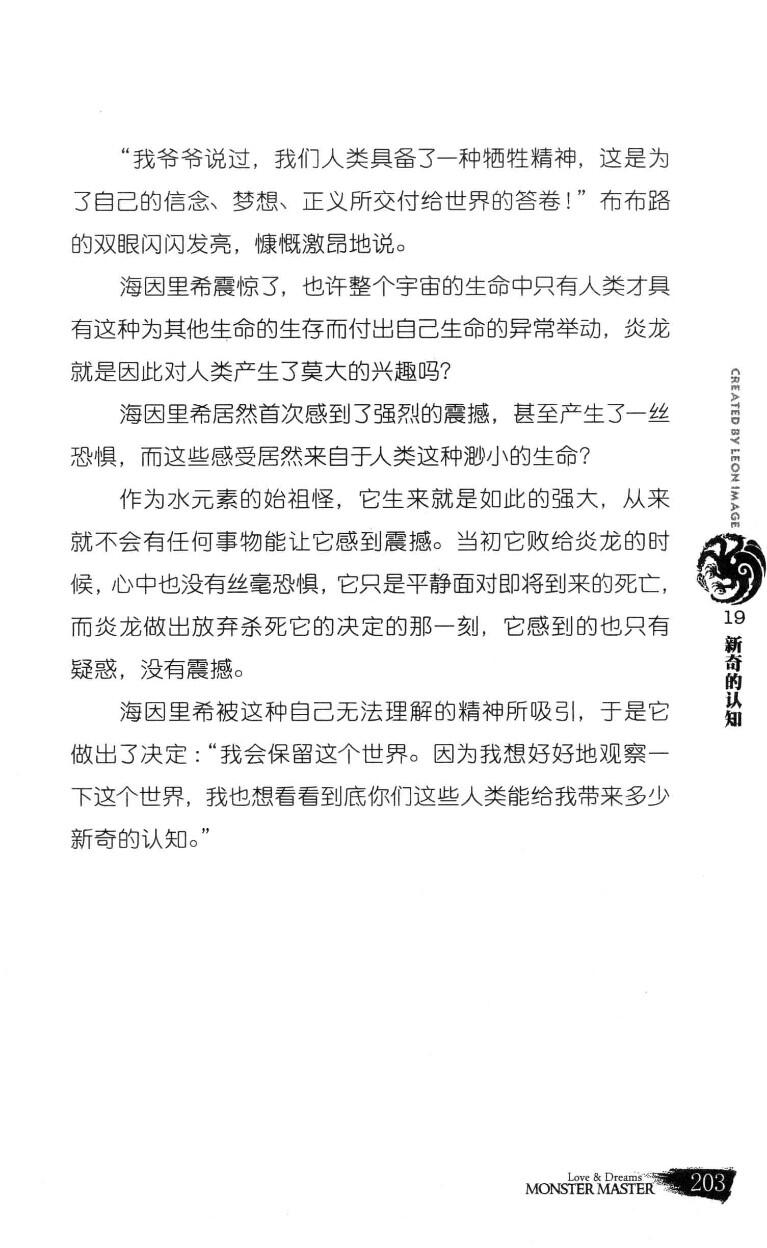 “我爷爷说过，我们人类具备了一种牺牲精神，这是为
了自己的信念、梦想、正义所交付给世界的答卷！”布布路
的双眼闪闪发亮，慷慨激昂地说。
海因里希震惊了，也许整个宇宙的生命中只有人类才具
有这种为其他生命的生存而付出自己生命的异常举动，炎龙
就是因此对人类产生了莫大的兴趣吗？
海因里希居然首次感到了强烈的震撼，甚至产生了一丝
恐惧，而这些感受居然来自于人类这种渺小的生命？
作为水元素的始祖怪，它生来就是如此的强大，从来
就不会有任何事物能让它感到震撼。当初它败给炎龙的时
候，心中也没有丝毫恐惧，它只是平静面对即将到来的死亡，
而炎龙做出放弃杀死它的决定的那一刻，它感到的也只有
疑惑，没有震撼。
海因里希被这种自己无法理解的精神所吸引，于是它
做出了决定：“我会保留这个世界。因为我想好好地观察一
下这个世界，我也想看看到底你们这些人类能给我带来多少
新奇的认知。”
CREATED BY LEON IMAGE
19
新奇的认知
Love & Dreams
MONSTER MASTER
203